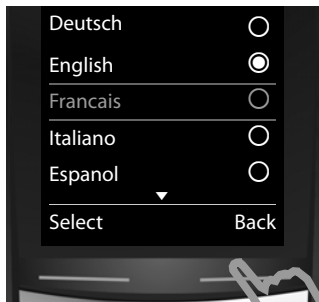 Deutsch
English
Francais
Italiano
Espanol
Select Back